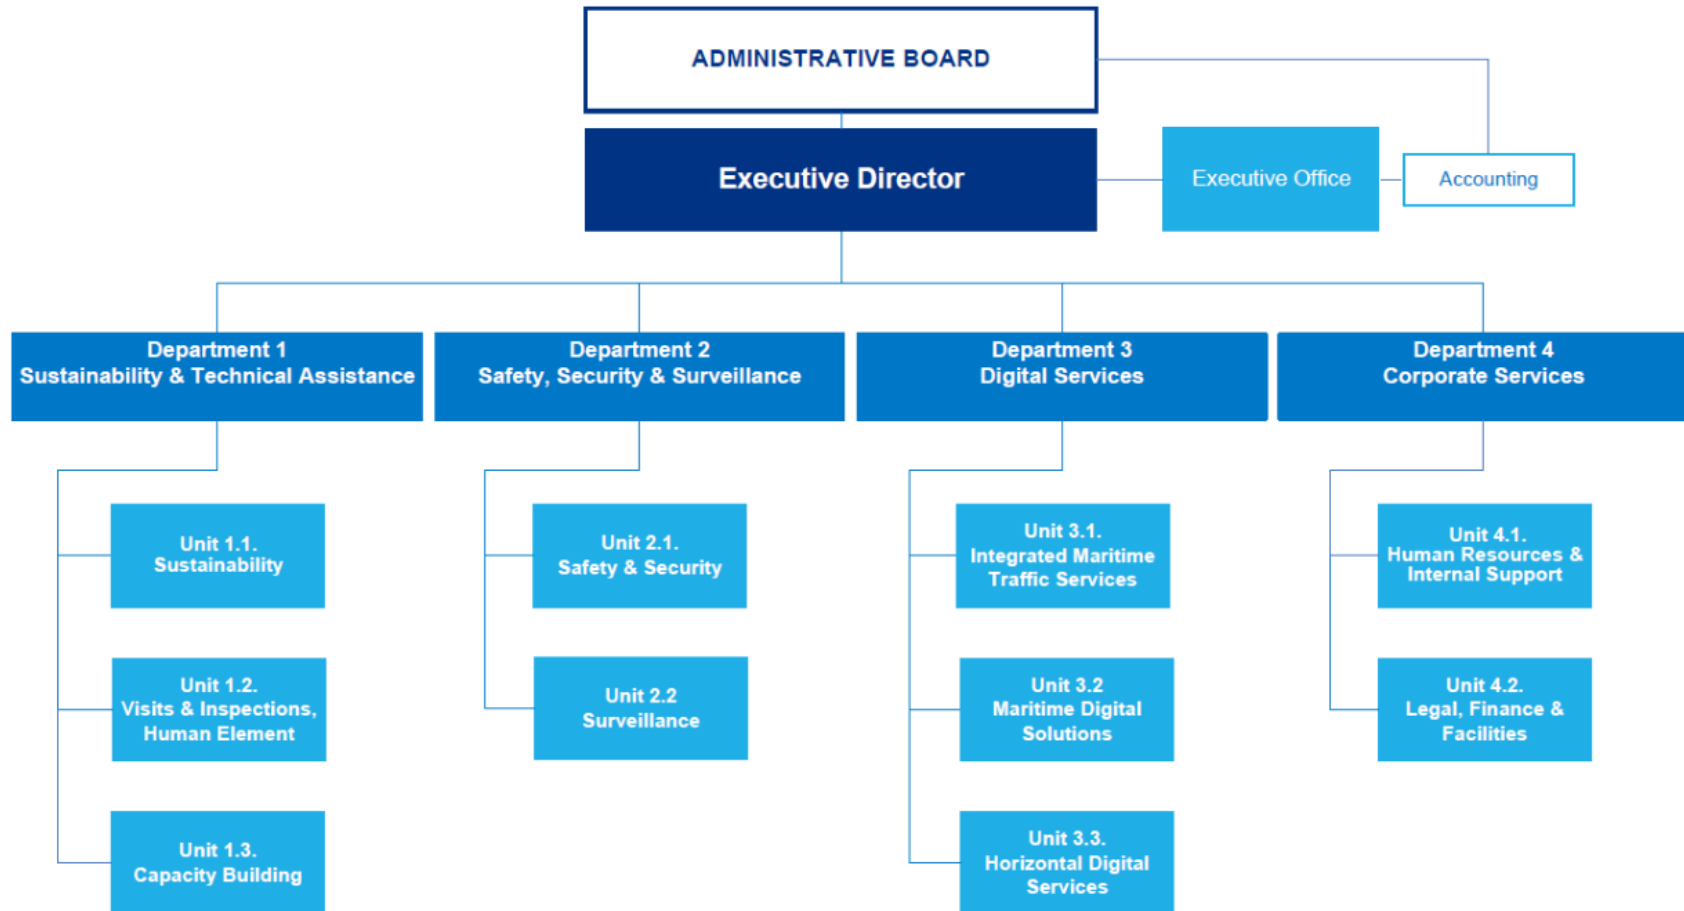 ADMINISTRATIVE BOARD
Executive Director
Executive Office
Accounting
Department 1
Sustainability & Technical Assistance
Department 2
Safety, Security & Surveillance
Department 3
Digital Services
Department 4
Corporate Services
Unit 1.1.
Sustainability
Unit 2.1.
Safety & Security
Unit 3.1.
Integrated Maritime
Traffic Services
Unit 4.1.
Human Resources &
Internal Support
Unit 1.2.
Visits & Inspections,
Human Element
Unit 2.2
Surveillance
Unit 3.2
Maritime Digital
Solutions
Unit 4.2.
Legal, Finance &
Facilities
Unit 1.3.
Capacity Building
Unit 3.3.
Horizontal Digital
Services